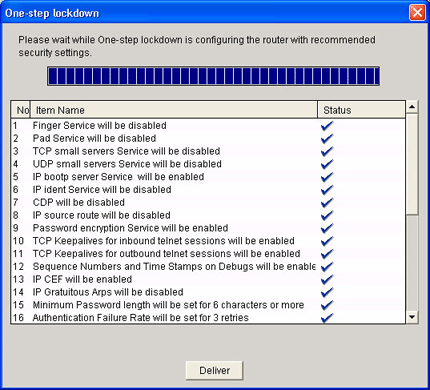 One-step lockdown
Please wait while One-step lockdown is configuring the router with recommended
security settings.
No Item Name Status
1 Finger Service will be disabled
2 Pad Service will be disabled
3 TCP small servers Service will be disabled
4 UDP small servers Service will be disabled
5 IP bootp server Service will be enabled
6 IP ident Service will be disabled
7 CDP will be disabled
8 IP source route will be disabled
9 Password encryption Service will be enabled
10 TCP Keepalives for inbound telnet sessions will be enabled
11 TCP Keepalives for outbound telnet sessions will be enabled
12 Sequence Numbers and Time Stamps on Debugs will be enable
13 IP CEF will be enabled
14 IP Gratuitous Arps will be disabled
15 Minimum Password length will be set for 6 characters or more
16 Authentication Failure Rate will be set for 3 retries
Deliver